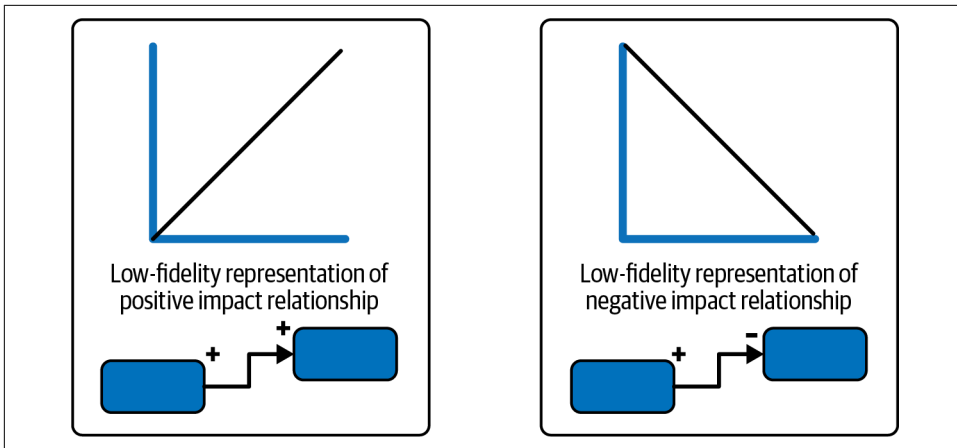 Low-fidelity representation of
positive impact relationship
+
+
Low-fidelity representation of
negative impact relationship
+
-